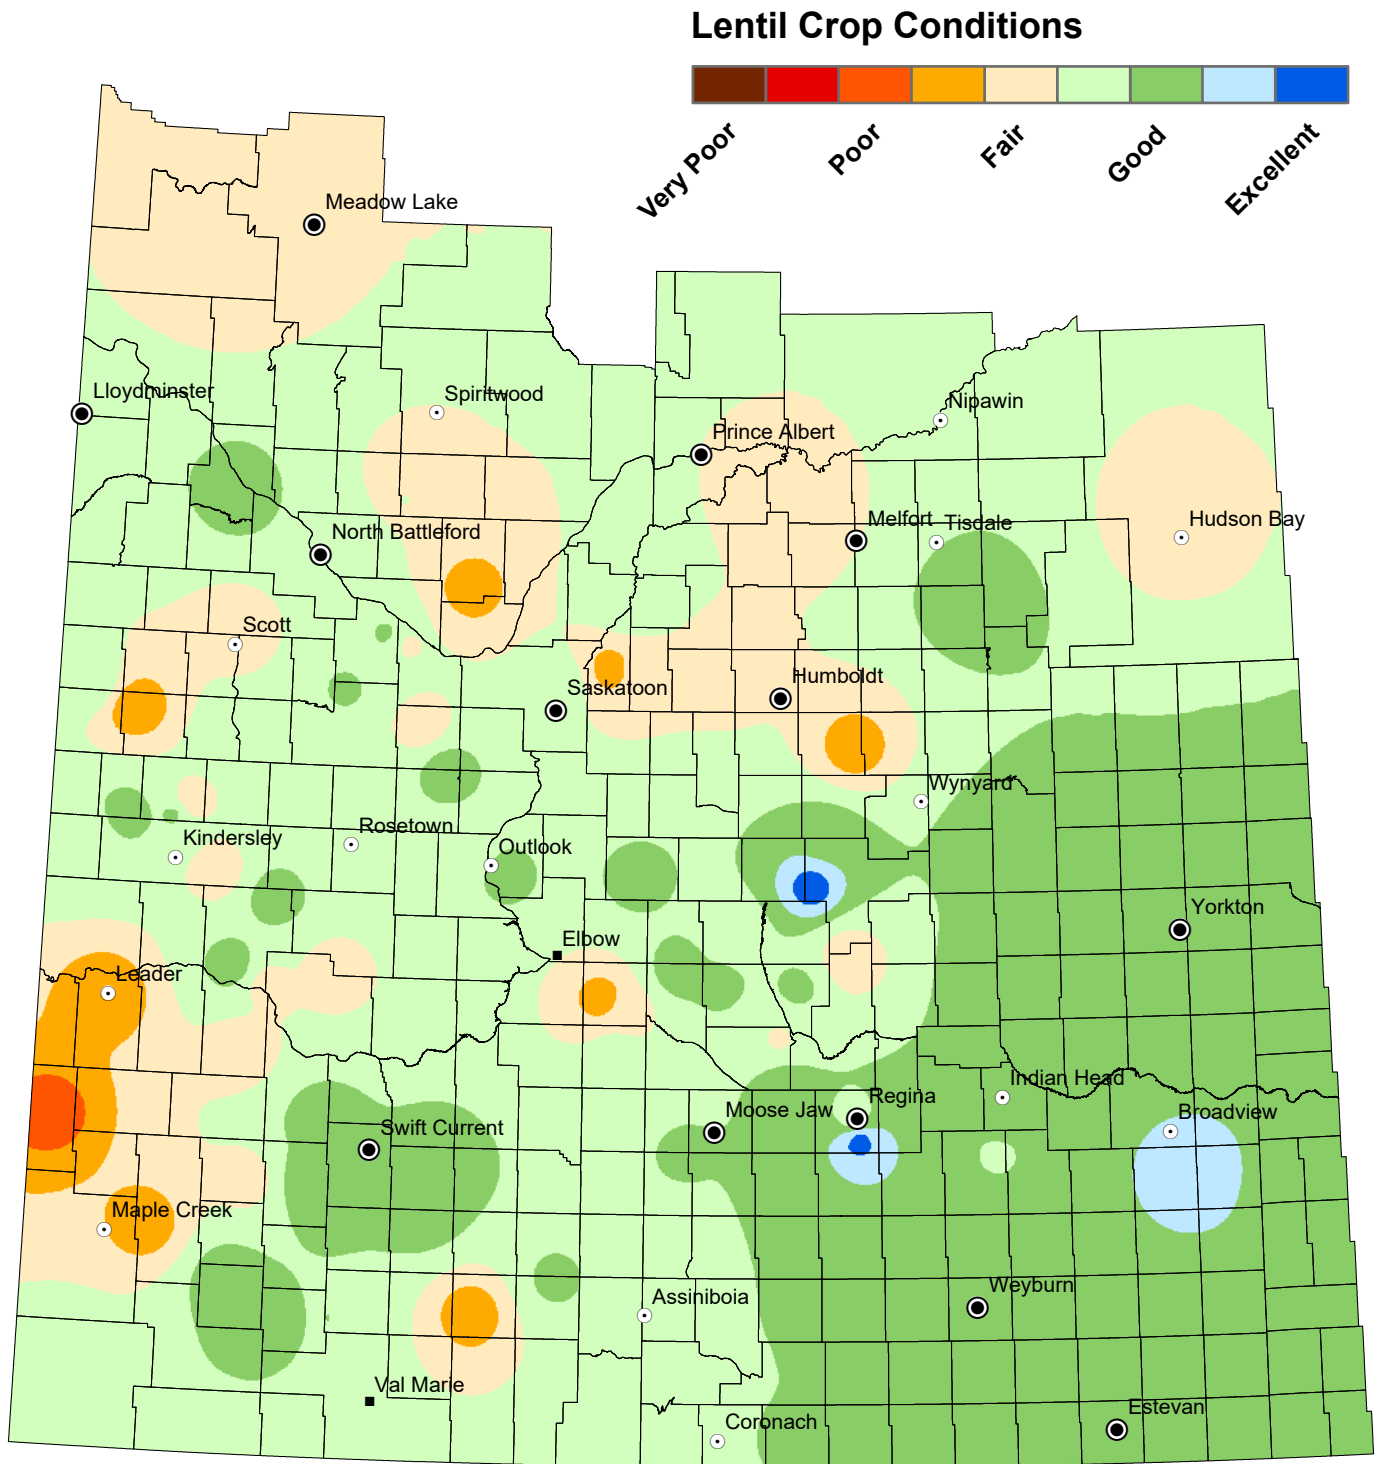 Lentil Crop Conditions
Very Poor
Poor
Fair
Good
Excellent
Meadow Lake
Lloydminster
Spiritwood
Nipawin
Prince Albert
Melfort
Tisdale
Hudson Bay
North Battleford
Scott
Humboldt
Saskatoon
Wynyard
Rosetown
Kindersley
Outlook
Yorkton
Elbow
Leader
Indian Head
Regina
Moose Jaw
Broadview
Swift Current
Maple Creek
Weyburn
Assiniboia
Val Marie
Estevan
Coronach